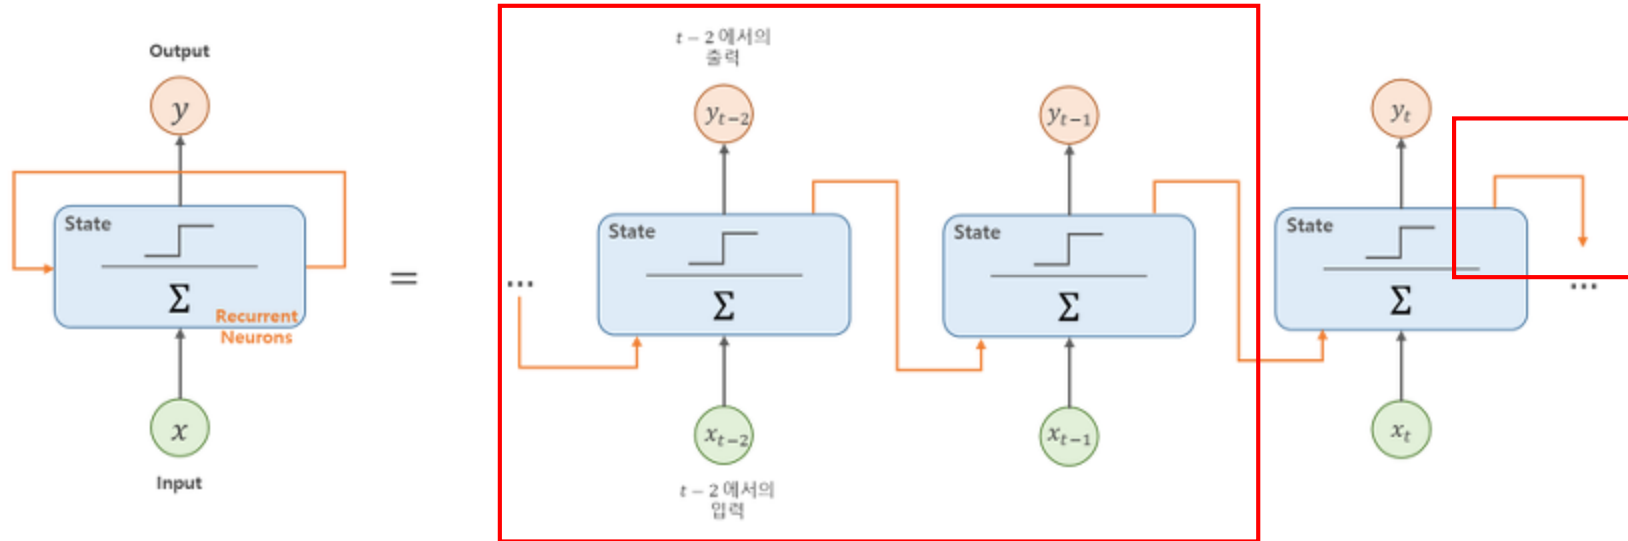 Output
y
State
Σ
Recurrent
Neurons
x
Input
=
...
t − 2 에서의
출력
y_{t−2}
State
Σ
x_{t−2}
t − 2 에서의
입력
y_{t−1}
State
Σ
x_{t−1}
y_t
State
Σ
x_t
...